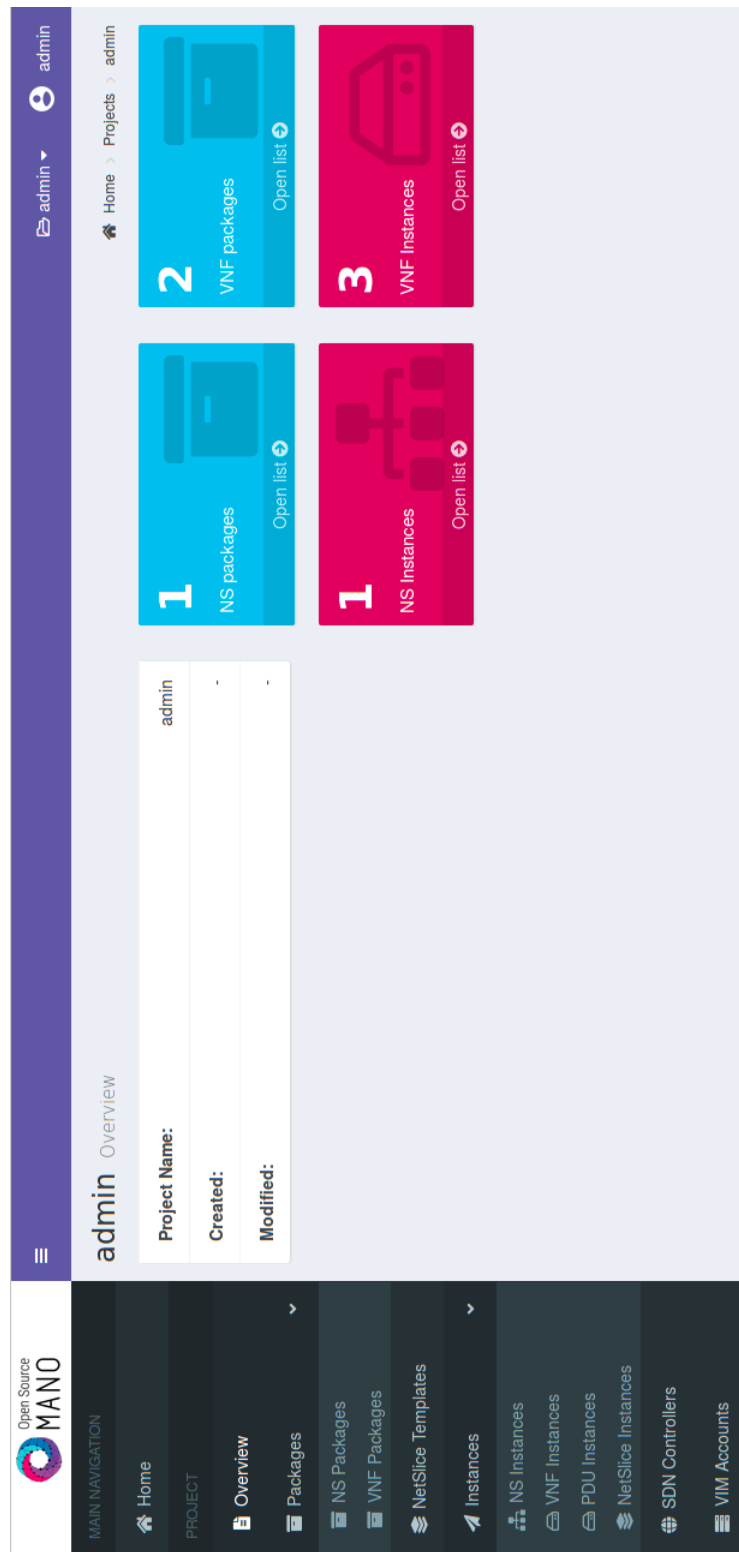 Open Source
MANO
admin
admin
MAIN NAVIGATION
Home
PROJECT
Overview
Packages
NS Packages
VNF Packages
NetSlice Templates
Instances
NS Instances
VNF Instances
PDU Instances
NetSlice Instances
SDN Controllers
VIM Accounts
admin Overview
Home > Projects > admin
Project Name: admin
Created: -
Modified: -
1
NS packages
Open list
2
VNF packages
Open list
1
NS Instances
Open list
3
VNF Instances
Open list